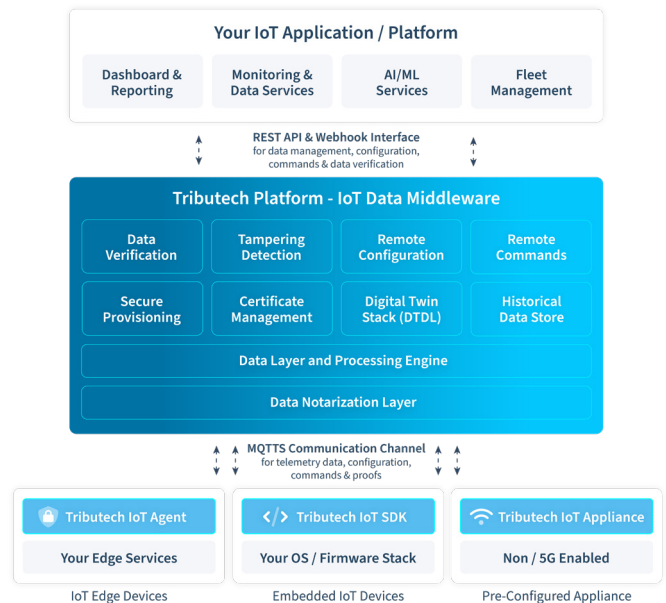 Your IoT Application / Platform
Dashboard & Reporting
Monitoring & Data Services
AI/ML Services
Fleet Management
REST API & Webhook Interface
for data management, configuration,
commands & data verification
Tributech Platform - IoT Data Middleware
Data Verification
Tampering Detection
Remote Configuration
Remote Commands
Secure Provisioning
Certificate Management
Digital Twin Stack (DTDL)
Historical Data Store
Data Layer and Processing Engine
Data Notarization Layer
MQTTS Communication Channel
for telemetry data, configuration,
commands & proofs
Tributech IoT Agent
Your Edge Services
IoT Edge Devices
</> Tributech IoT SDK
Your OS / Firmware Stack
Embedded IoT Devices
Tributech IoT Appliance
Non / 5G Enabled
Pre-Configured Appliance